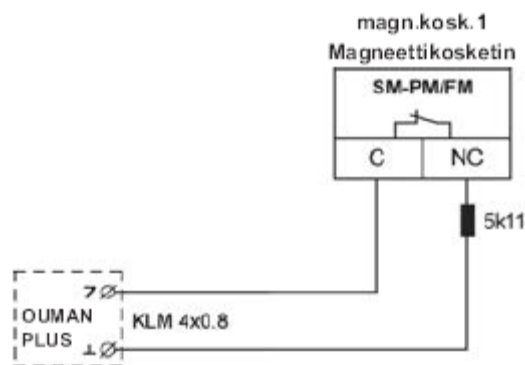 magn.kosk.1
Magneettikosketin
SM-PM/FM
C NC
5k11
7
OUMAN
PLUS
KLM 4x0.8